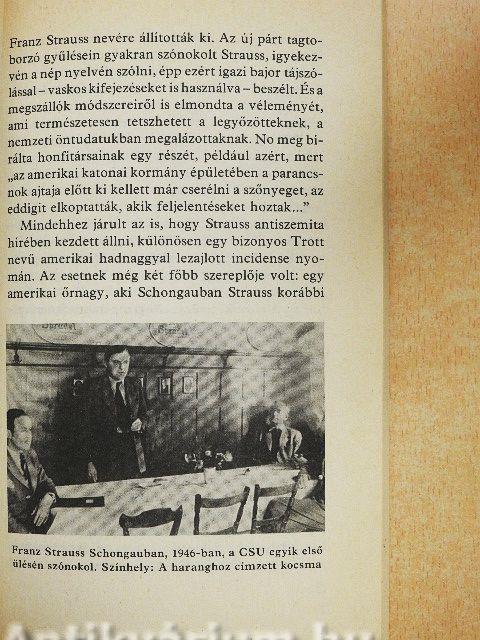 Franz Strauss nevére állították ki. Az új párt tagto-
borzó gyűlésein gyakran szónokolt Strauss, igyekez-
vén a nép nyelvén szólni, épp ezért igazi bajor tájszó-
lással – vaskos kifejezéseket is használva – beszélt. És a
megszállók módszereiről is elmondta a véleményét,
ami természetesen tetszhetett a legyőzötteknek, a
nemzeti öntudatukban megalázottaknak. No meg bí-
rálta honfitársainak egy részét, például azért, mert
„az amerikai katonai kormány épületében a parancs-
nok ajtaja előtt ki kellett már cserélni a szőnyeget, az
eddigit elkoptatták, akik feljelentéseket hoztak..."
Mindehhez járult az is, hogy Strauss antiszemita
hírében kezdett állni, különösen egy bizonyos Trott
nevű amerikai hadnaggyal lezajlott incidense nyo-
mán. Az esetnek még két főbb szereplője volt: egy
amerikai őrnagy, aki Schongauban Strauss korábbi
Franz Strauss Schongauban, 1946-ban, a CSU egyik első
ülésén szónokol. Színhely: A haranghoz címzett kocsma
Antikvárium.hu